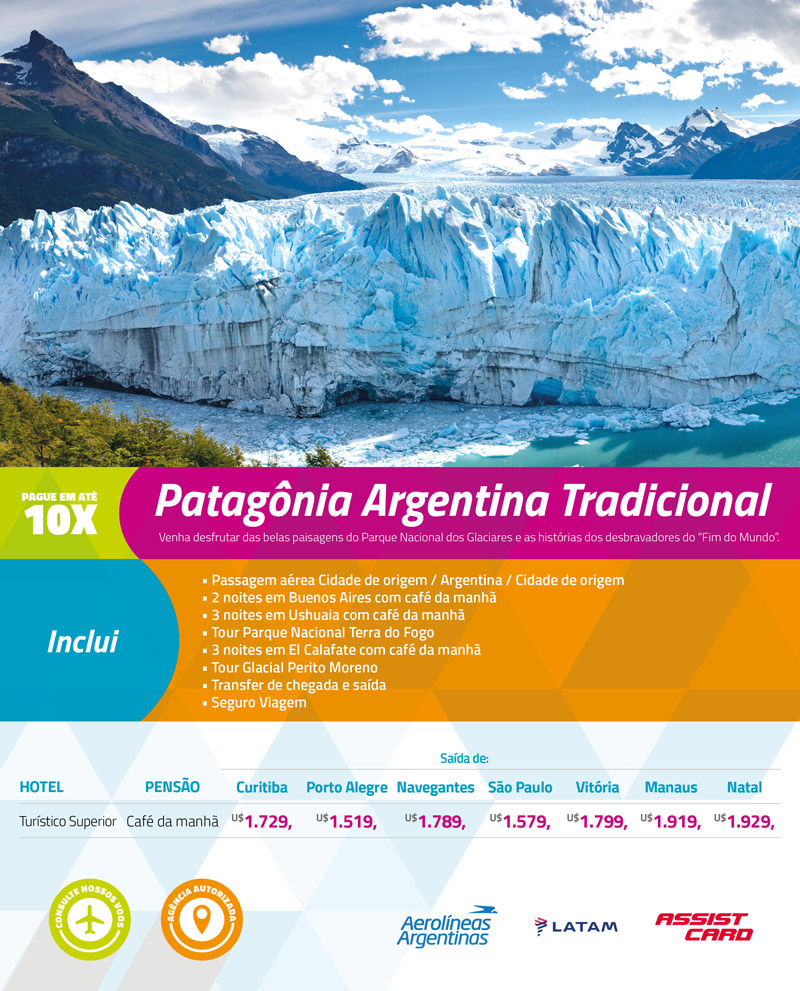 PAGUE EM ATÉ
10X
Patagônia Argentina Tradicional
Venha desfrutar das belas paisagens do Parque Nacional dos Glaciares e as histórias dos desbravadores do “Fim do Mundo”.
Inclui
• Passagem aérea Cidade de origem / Argentina / Cidade de origem
• 2 noites em Buenos Aires com café da manhã
• 3 noites em Ushuaia com café da manhã
• Tour Parque Nacional Terra do Fogo
• 3 noites em El Calafate com café da manhã
• Tour Glacial Perito Moreno
• Transfer de chegada e saída
• Seguro Viagem
Saída de:
HOTEL PENSÃO Curitiba Porto Alegre Navegantes São Paulo Vitória Manaus Natal
Turístico Superior Café da manhã U$1.729, U$1.519, U$1.789, U$1.579, U$1.799, U$1.919, U$1.929,
CONSULTE NOSSOS VOOS
AGÊNCIA AUTORIZADA
Aerolíneas
Argentinas
LATAM
ASSIST
CARD